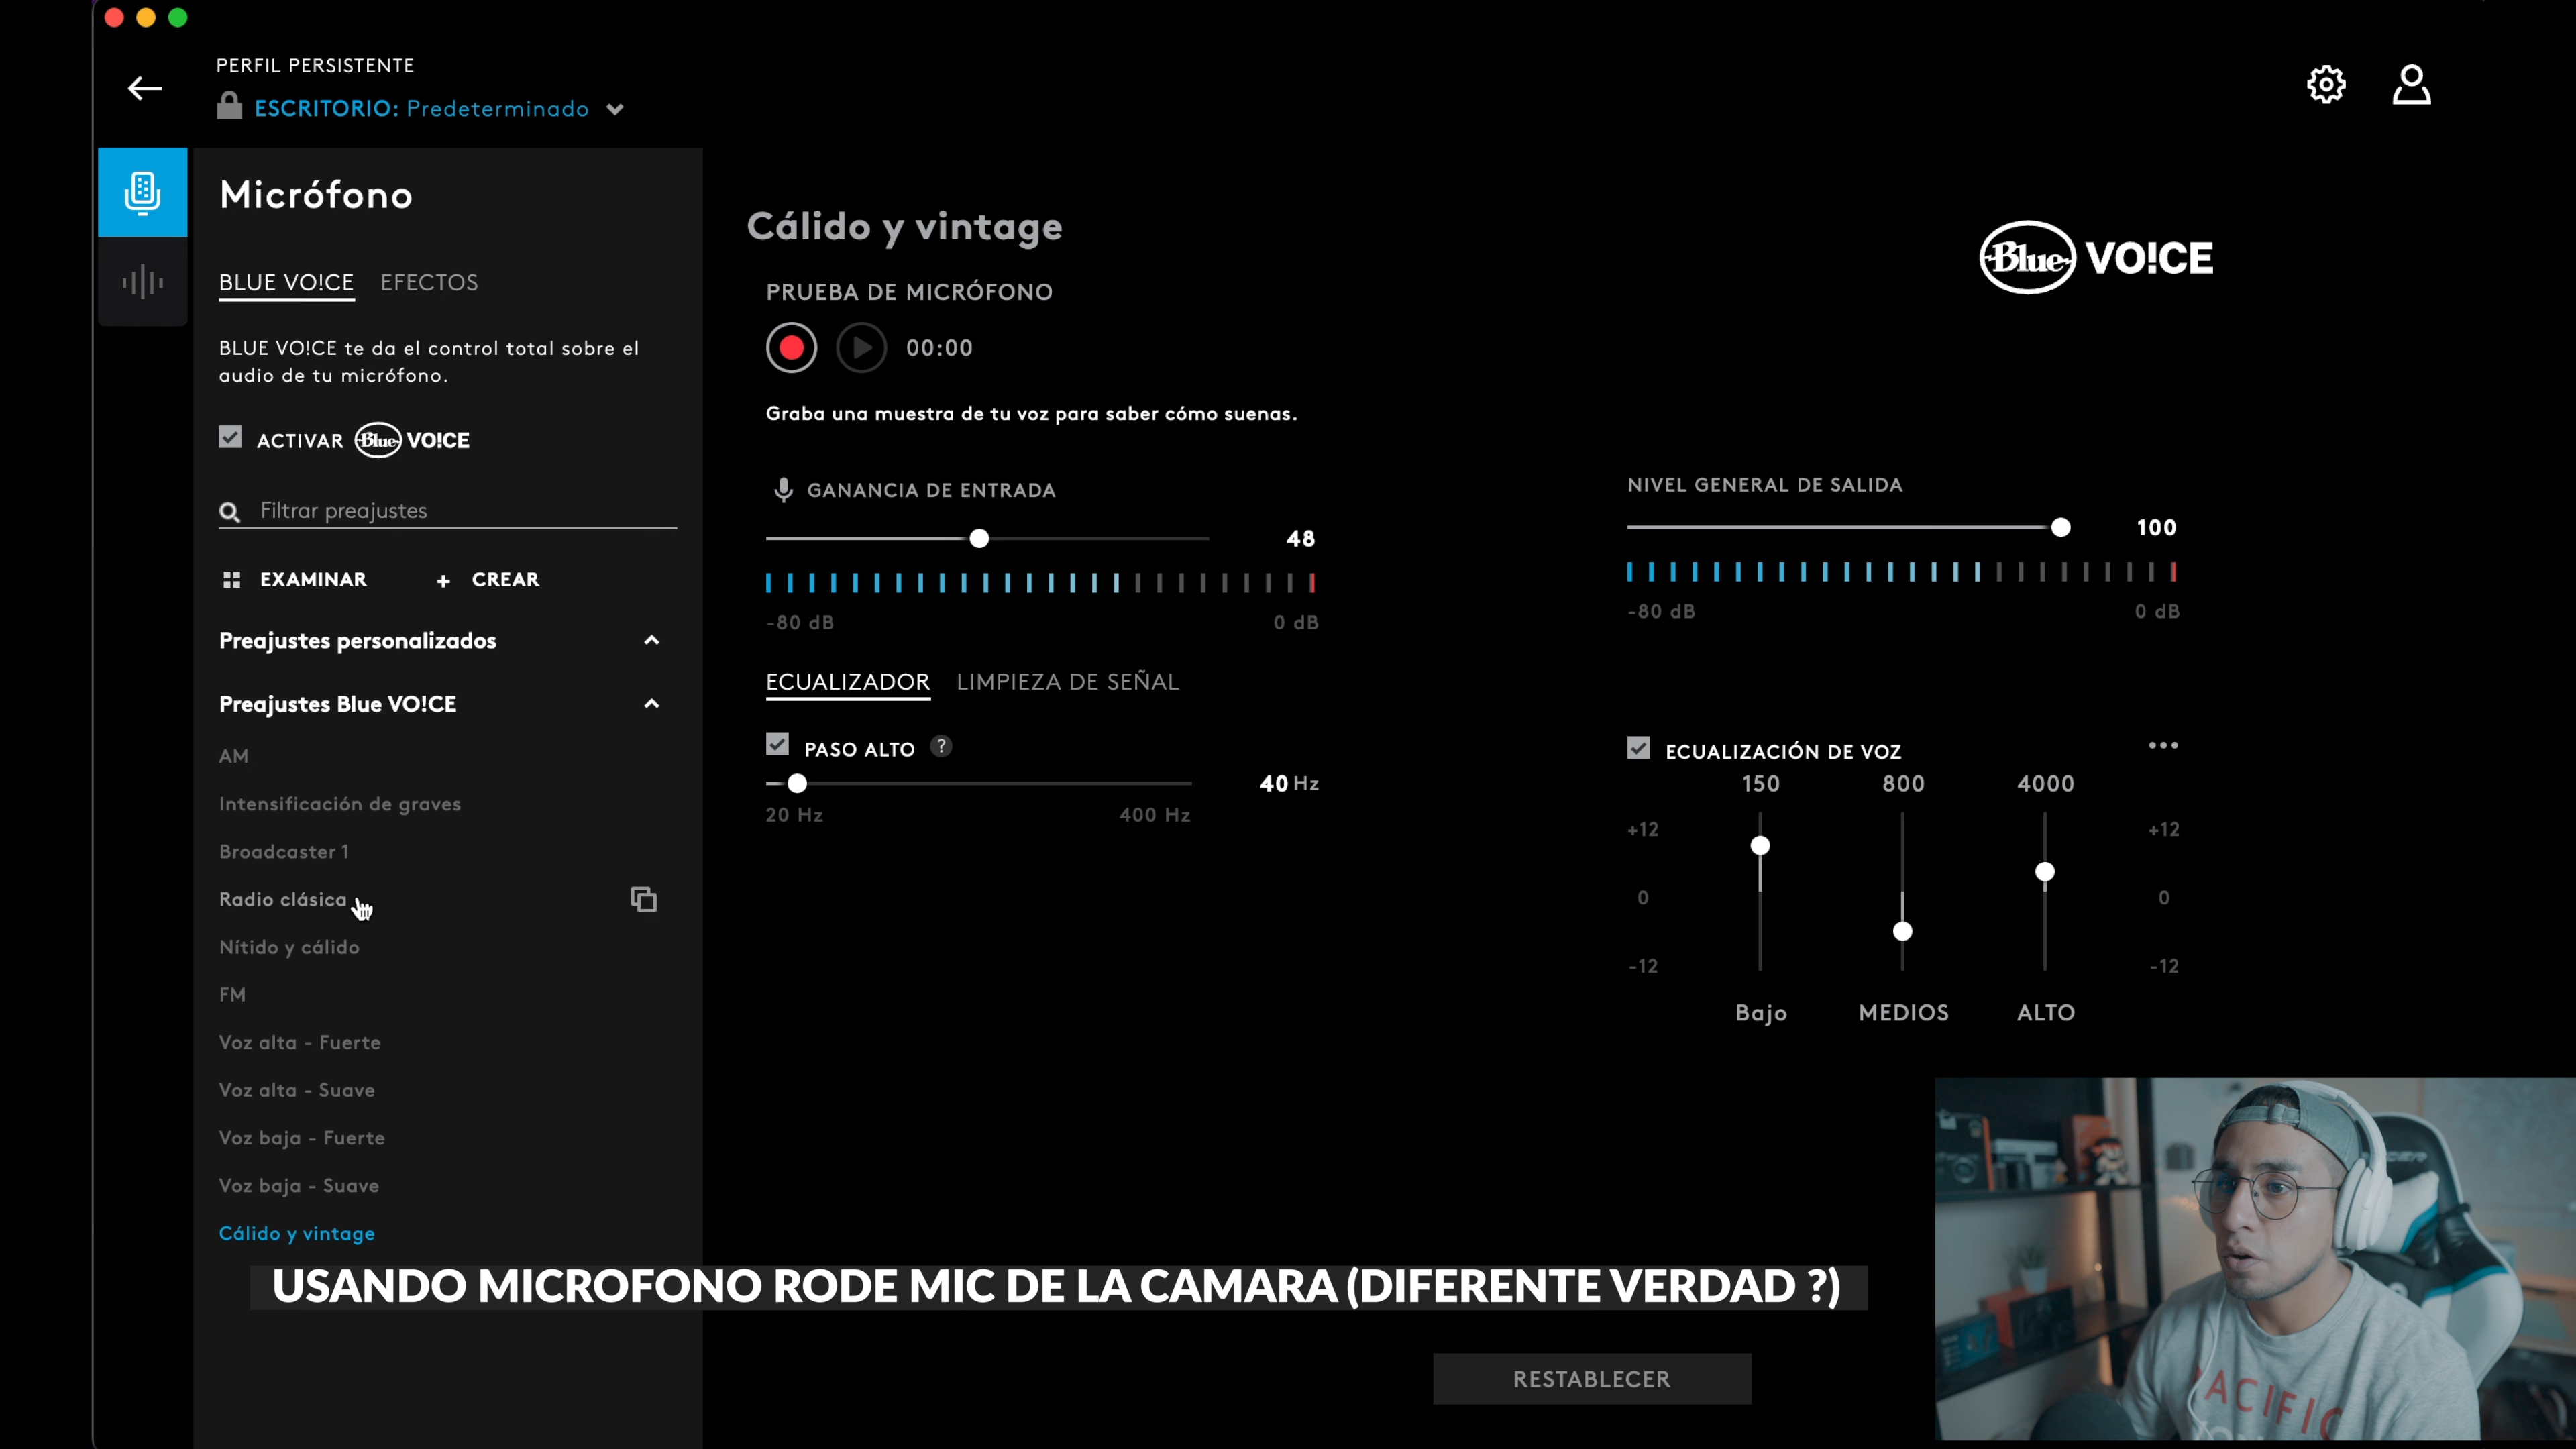 PERFIL PERSISTENTE
ESCRITORIO: Predeterminado
Micrófono
BLUE VO!CE EFECTOS
BLUE VO!CE te da el control total sobre el
audio de tu micrófono.
ACTIVAR Blue VO!CE
Filtrar preajustes
EXAMINAR + CREAR
Preajustes personalizados
Preajustes Blue VO!CE
AM
Intensificación de graves
Broadcaster 1
Radio clásica
Nítido y cálido
FM
Voz alta - Fuerte
Voz alta - Suave
Voz baja - Fuerte
Voz baja - Suave
Cálido y vintage
Cálido y vintage
Blue VO!CE
PRUEBA DE MICRÓFONO
00:00
Graba una muestra de tu voz para saber cómo suenas.
GANANCIA DE ENTRADA
48
-80 dB 0 dB
NIVEL GENERAL DE SALIDA
100
-80 dB 0 dB
ECUALIZADOR LIMPIEZA DE SEÑAL
PASO ALTO ?
40 Hz
20 Hz 400 Hz
ECUALIZACIÓN DE VOZ
150 800 4000
+12 +12
0 0
-12 -12
Bajo MEDIOS ALTO
USANDO MICROFONO RODE MIC DE LA CAMARA (DIFERENTE VERDAD ?)
RESTABLECER
PACIFIC